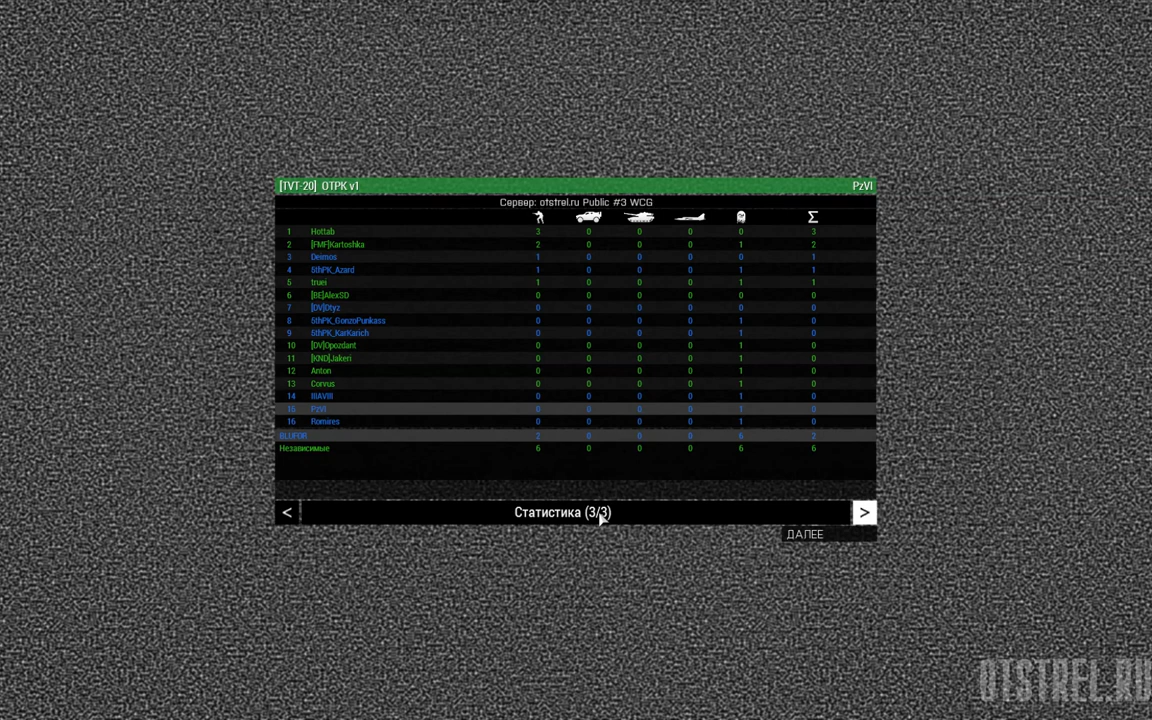 [TVT-20] ОТРК v1 PzVI
Сервер: otstrel.ru Public #3 WCG
Σ
1 Hottab 3 0 0 0 0 3
2 [FMF]Kartoshka 2 0 0 0 1 2
3 Deimos 1 0 0 0 0 1
4 5thPK_Azard 1 0 0 0 1 1
5 truei 1 0 0 0 1 1
6 [BE]AlexSD 0 0 0 0 0 0
7 [DV]Dtyz 0 0 0 0 0 0
8 5thPK_GonzoPunkass 0 0 0 0 1 0
9 5thPK_KarKarich 0 0 0 0 1 0
10 [DV]Opozdant 0 0 0 0 1 0
11 [KND]Jakeri 0 0 0 0 1 0
12 Anton 0 0 0 0 1 0
13 Corvus 0 0 0 0 1 0
14 0 0 0 0 1 0
15 PzVI 0 0 0 0 1 0
16 Romires 0 0 0 0 1 0
BLUFOR 2 0 0 0 6 2
Независимые 6 0 0 0 6 6
< Статистика (3/3) >
ДАЛЕЕ
OTSTREL.RU